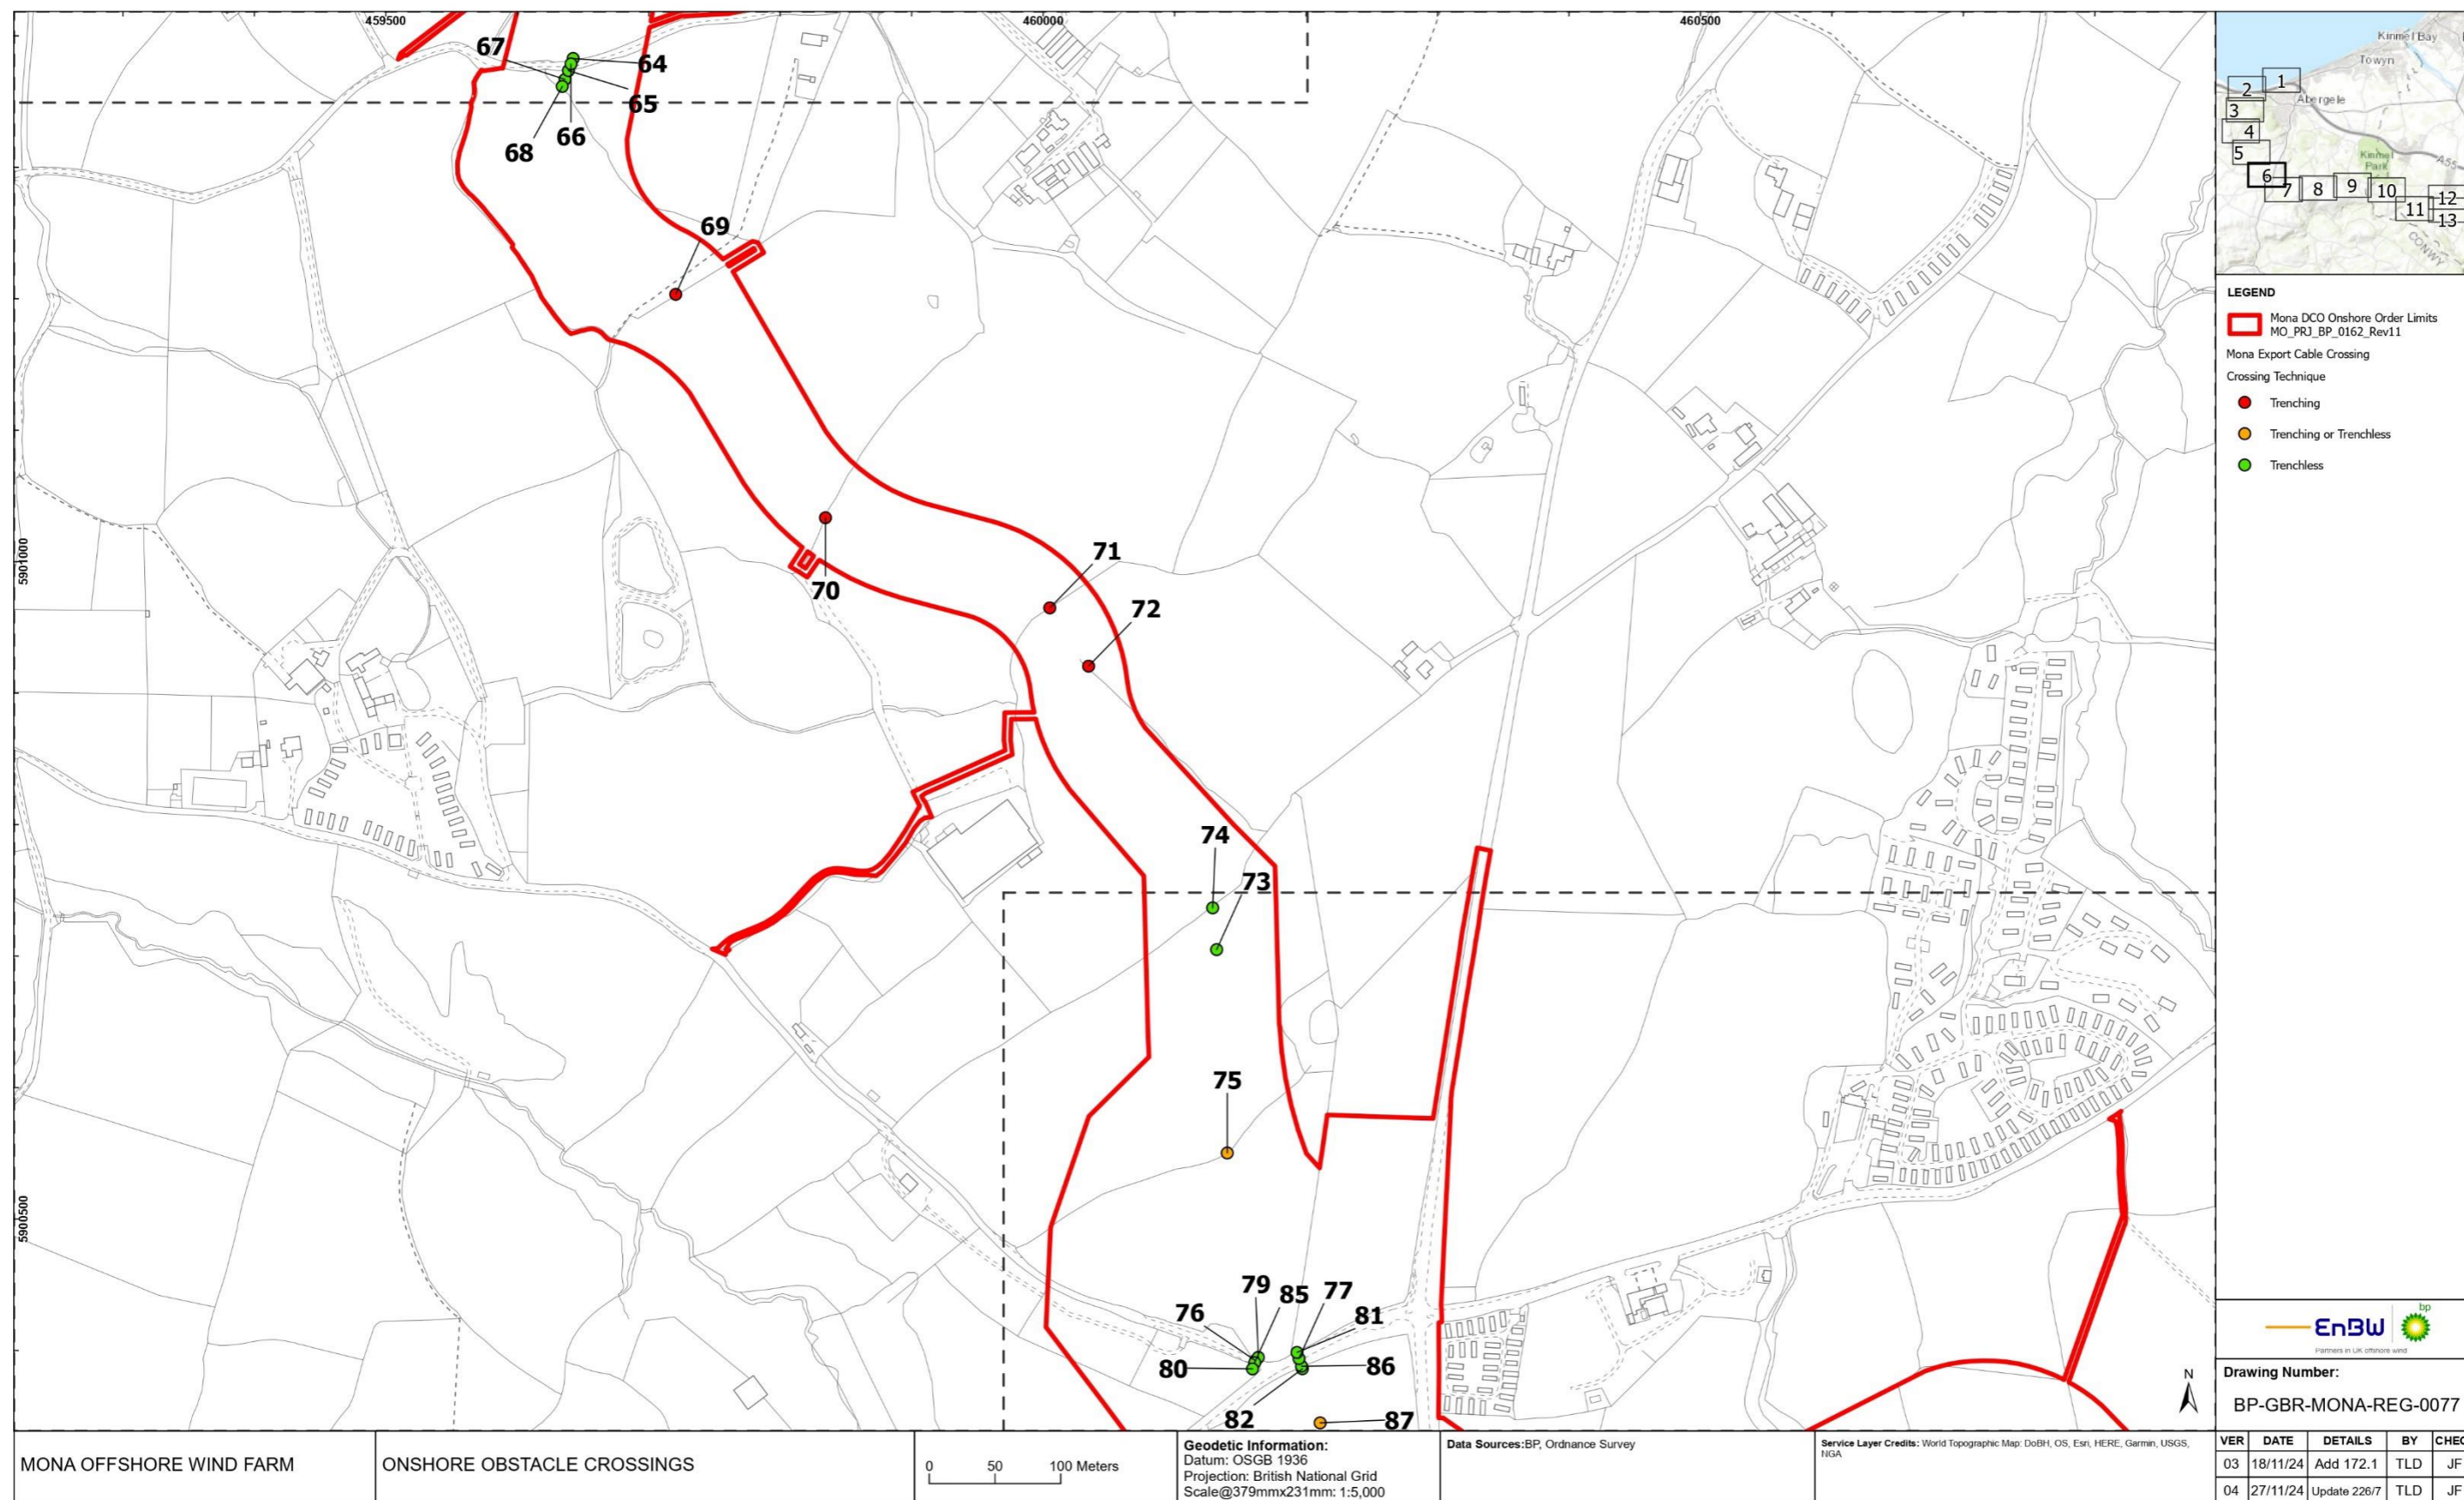 459500
460000
460500
67
64
65
66
68
69
5901000
70
71
72
74
73
75
5900500
79
85
77
76
81
80
86
82
87
N
Kinmel Bay
Towyn
Abergele
Kinmel
Park
A55
CONWY
1
2
3
4
5
6
7
8
9
10
11
12
13
LEGEND
Mona DCO Onshore Order Limits
MO_PRJ_BP_0162_Rev11
Mona Export Cable Crossing
Crossing Technique
Trenching
Trenching or Trenchless
Trenchless
EnBW
bp
Partners in UK offshore wind
Drawing Number:
BP-GBR-MONA-REG-0077
MONA OFFSHORE WIND FARM
ONSHORE OBSTACLE CROSSINGS
0 50 100 Meters
Geodetic Information:
Datum: OSGB 1936
Projection: British National Grid
Scale@379mmx231mm: 1:5,000
Data Sources:BP, Ordnance Survey
Service Layer Credits: World Topographic Map: DoBH, OS, Esri, HERE, Garmin, USGS,
NGA
VER DATE DETAILS BY CHEC
03 18/11/24 Add 172.1 TLD JF
04 27/11/24 Update 226/7 TLD JF